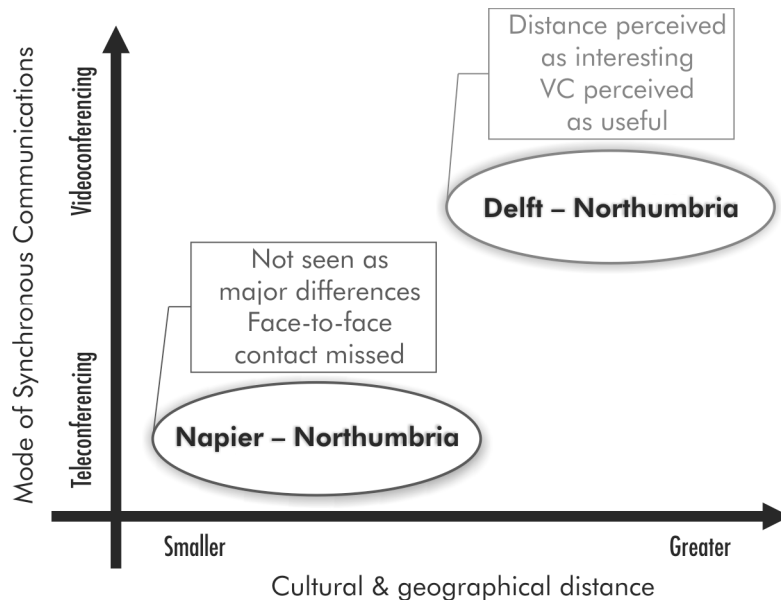 Distance perceived
as interesting
VC perceived
as useful
Delft – Northumbria
Not seen as
major differences
Face-to-face
contact missed
Napier – Northumbria
Mode of Synchronous Communications
Videoconferencing
Teleconferencing
Smaller
Greater
Cultural & geographical distance